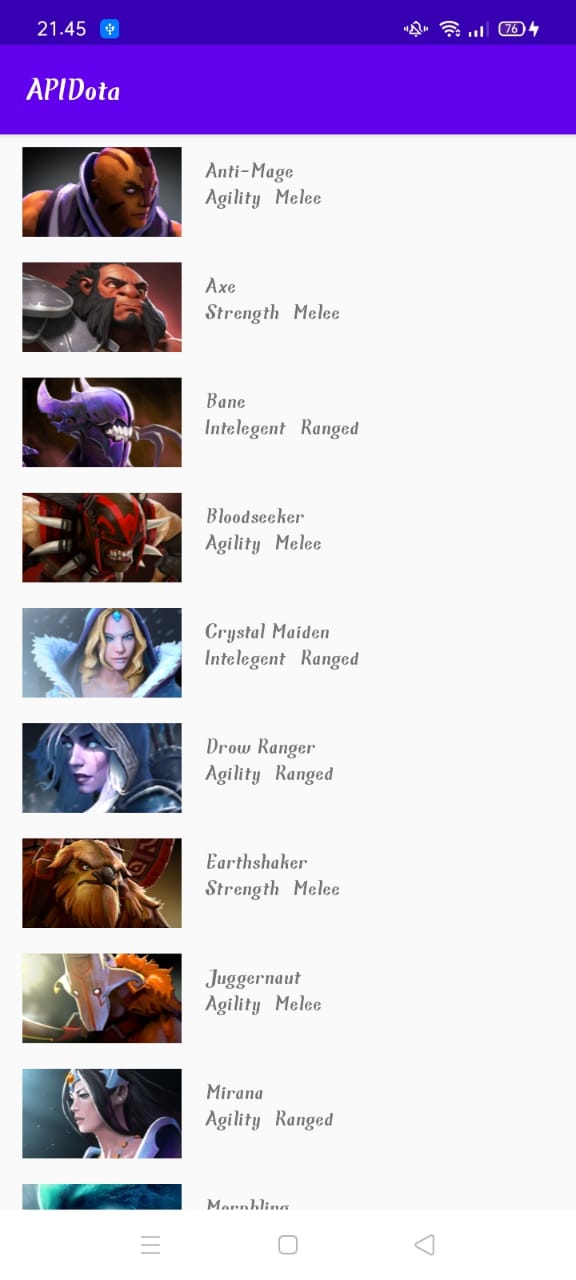 21.45
76
APIDota
Anti-Mage
Agility Melee
Axe
Strength Melee
Bane
Intelegent Ranged
Bloodseeker
Agility Melee
Crystal Maiden
Intelegent Ranged
Drow Ranger
Agility Ranged
Earthshaker
Strength Melee
Juggernaut
Agility Melee
Mirana
Agility Ranged
Morphling